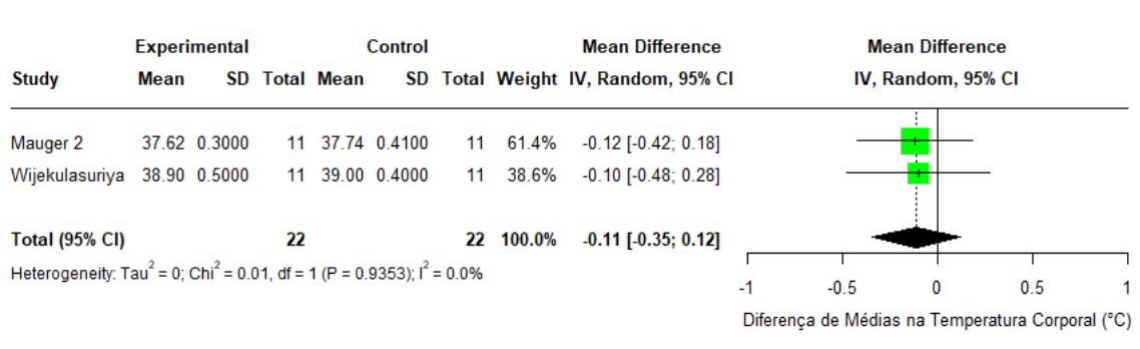 Experimental Control Mean Difference Mean Difference
Study Mean SD Total Mean SD Total Weight IV, Random, 95% CI IV, Random, 95% CI
Mauger 2 37.62 0.3000 11 37.74 0.4100 11 61.4% -0.12 [-0.42; 0.18]
Wijekulasuriya 38.90 0.5000 11 39.00 0.4000 11 38.6% -0.10 [-0.48; 0.28]
Total (95% CI) 22 22 100.0% -0.11 [-0.35; 0.12]
Heterogeneity: Tau² = 0; Chi² = 0.01, df = 1 (P = 0.9353); I² = 0.0%
-1 -0.5 0 0.5 1
Diferença de Médias na Temperatura Corporal (°C)